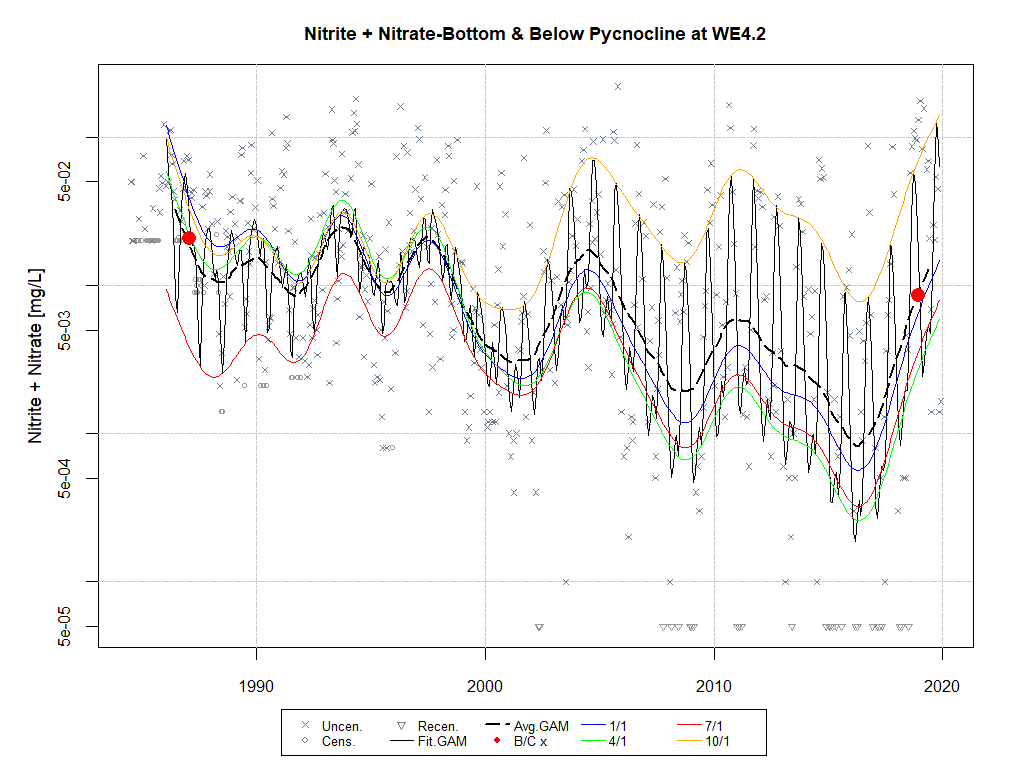 Nitrite + Nitrate-Bottom & Below Pycnocline at WE4.2
Nitrite + Nitrate [mg/L]
5e-02
5e-03
5e-04
5e-05
1990 2000 2010 2020
Uncen. Recen. Avg.GAM 1/1 7/1
Cens. Fit.GAM B/C x 4/1 10/1